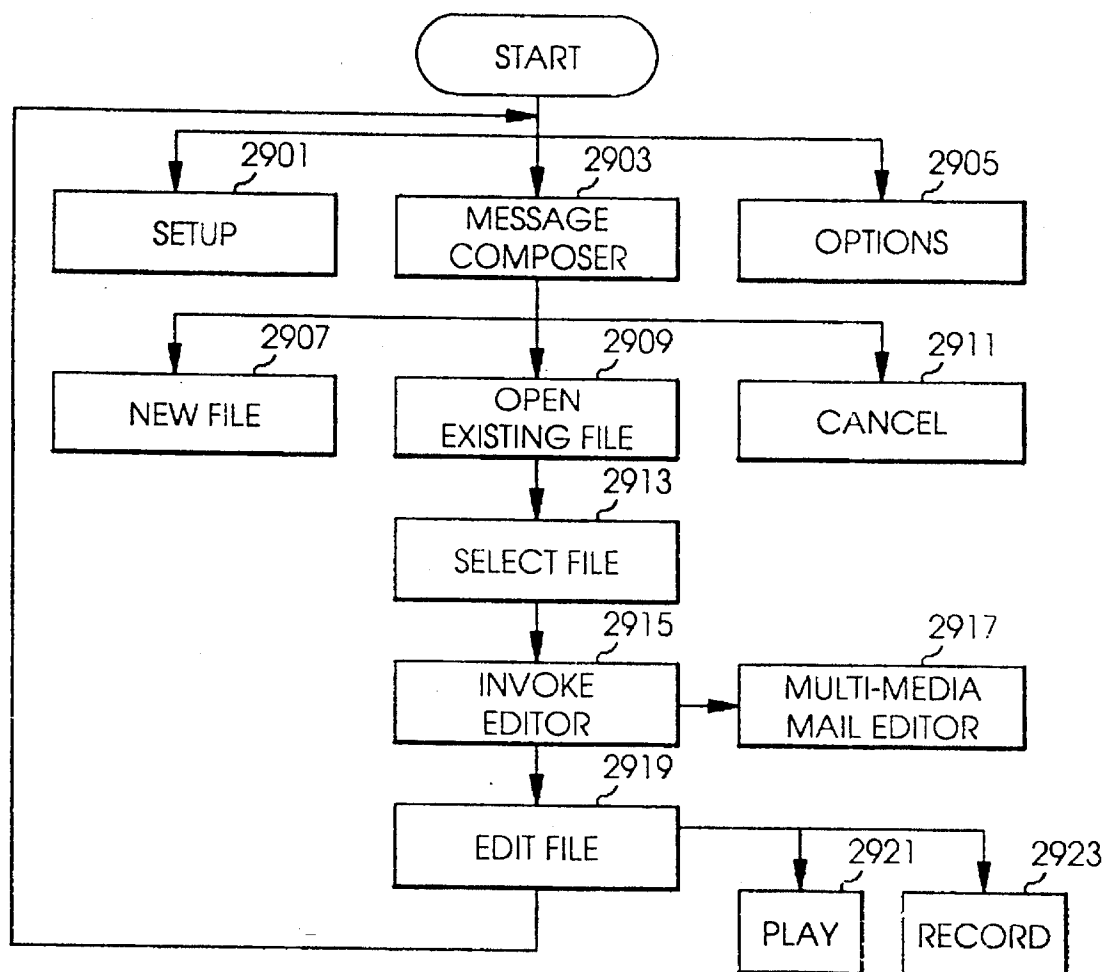 START
2901
2903
2905
SETUP
MESSAGE
COMPOSER
OPTIONS
2907
2909
2911
NEW FILE
OPEN
EXISTING FILE
CANCEL
2913
SELECT FILE
2915
2917
INVOKE
EDITOR
MULTI-MEDIA
MAIL EDITOR
2919
EDIT FILE
2921
2923
PLAY
RECORD